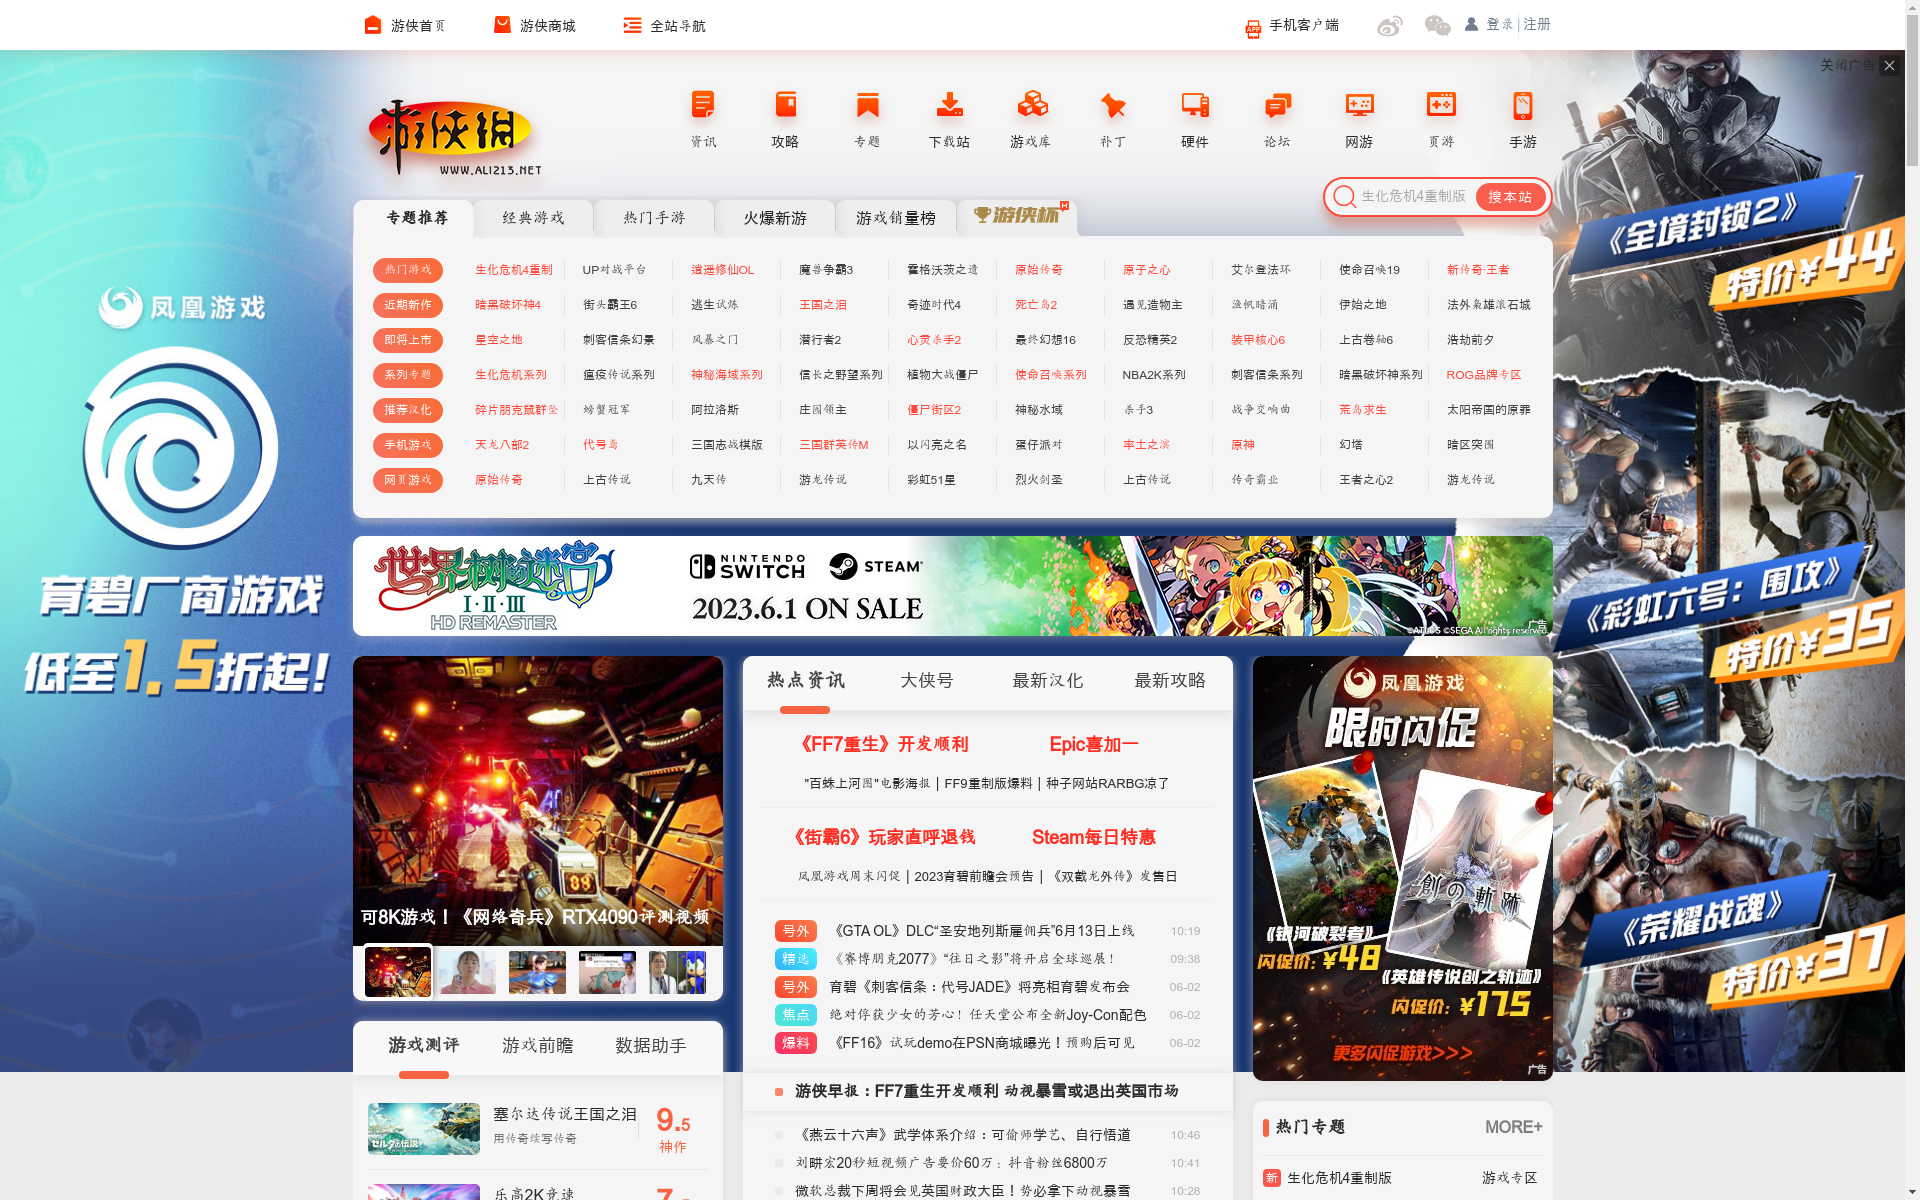 游侠首页 游侠商城 全站导航 手机客户端 登录 | 注册
关闭广告
游侠网
WWW.ALI213.NET
资讯 攻略 专题 下载站 游戏库 补丁 硬件 论坛 网游 页游 手游
生化危机4重制版 搜本站
专题推荐 经典游戏 热门手游 火爆新游 游戏销量榜 游侠杯
热门游戏 生化危机4重制 UP对战平台 逍遥修仙OL 魔兽争霸3 霍格沃茨之遗 原始传奇 原子之心 艾尔登法环 使命召唤19 新传奇·王者
近期新作 暗黑破坏神4 街头霸王6 逃生试炼 王国之泪 奇迹时代4 死亡岛2 遇见造物主 渔帆暗涌 伊始之地 法外枭雄滚石城
即将上市 星空之地 刺客信条幻景 风暴之门 潜行者2 心灵杀手2 最终幻想16 反恐精英2 装甲核心6 上古卷轴6 浩劫前夕
系列专题 生化危机系列 瘟疫传说系列 神秘海域系列 信长之野望系列 植物大战僵尸 使命召唤系列 NBA2K系列 刺客信条系列 暗黑破坏神系列 ROG品牌专区
推荐汉化 碎片朋克鼠群坠 螃蟹冠军 阿拉洛斯 庄园领主 僵尸街区2 神秘水域 杀手3 战争交响曲 荒岛求生 太阳帝国的原罪
手机游戏 天龙八部2 代号鸟 三国志战棋版 三国群英传M 以闪亮之名 蛋仔派对 率土之滨 原神 幻塔 暗区突围
网页游戏 原始传奇 上古传说 九天传 游龙传说 彩虹51星 烈火剑圣 上古传说 传奇霸业 王者之心2 游龙传说
凤凰游戏
育碧厂商游戏
低至1.5折起!
《全境封锁2》
特价¥44
《彩虹六号：围攻》
特价¥35
《荣耀战魂》
特价¥37
世界树的迷宫
I·II·III
HD REMASTER
NINTENDO SWITCH STEAM
2023.6.1 ON SALE
©ATLUS ©SEGA All rights reserved.
广告
可8K游戏！《网络奇兵》RTX4090评测视频
热点资讯 大侠号 最新汉化 最新攻略
《FF7重生》开发顺利 Epic喜加一
"百蛛上河图"电影海报 | FF9重制版爆料 | 种子网站RARBG凉了
《街霸6》玩家直呼退钱 Steam每日特惠
凤凰游戏周末闪促 | 2023育碧前瞻会预告 | 《双截龙外传》发售日
号外 《GTA OL》DLC“圣安地列斯雇佣兵”6月13日上线 10:19
精选 《赛博朋克2077》“往日之影”将开启全球巡展！ 09:38
号外 育碧《刺客信条：代号JADE》将亮相育碧发布会 06-02
焦点 绝对俘获少女的芳心！任天堂公布全新Joy-Con配色 06-02
爆料 《FF16》试玩demo在PSN商城曝光！预购后可见 06-02
游侠早报：FF7重生开发顺利 动视暴雪或退出英国市场
《燕云十六声》武学体系介绍：可偷师学艺、自行悟道 10:46
刘畊宏20秒短视频广告要价60万：抖音粉丝6800万 10:41
微软总裁下周将会见英国财政大臣！势必拿下动视暴雪 10:28
凤凰游戏
限时闪促
《银河破裂者》
闪促价:¥48
創の軌跡
《英雄传说创之轨迹》
闪促价:¥175
更多闪促游戏>>>
广告
游戏测评 游戏前瞻 数据助手
塞尔达传说王国之泪 9.5
用传奇续写传奇 神作
乐高2K竞速
热门专题 MORE+
新 生化危机4重制版 游戏专区